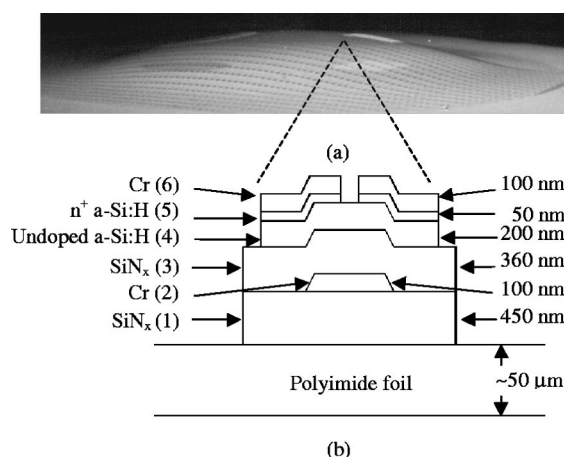 (a)
Cr (6) 100 nm
n⁺ a-Si:H (5) 50 nm
Undoped a-Si:H (4) 200 nm
SiNₓ (3) 360 nm
Cr (2) 100 nm
SiNₓ (1) 450 nm
Polyimide foil ~50 μm
(b)